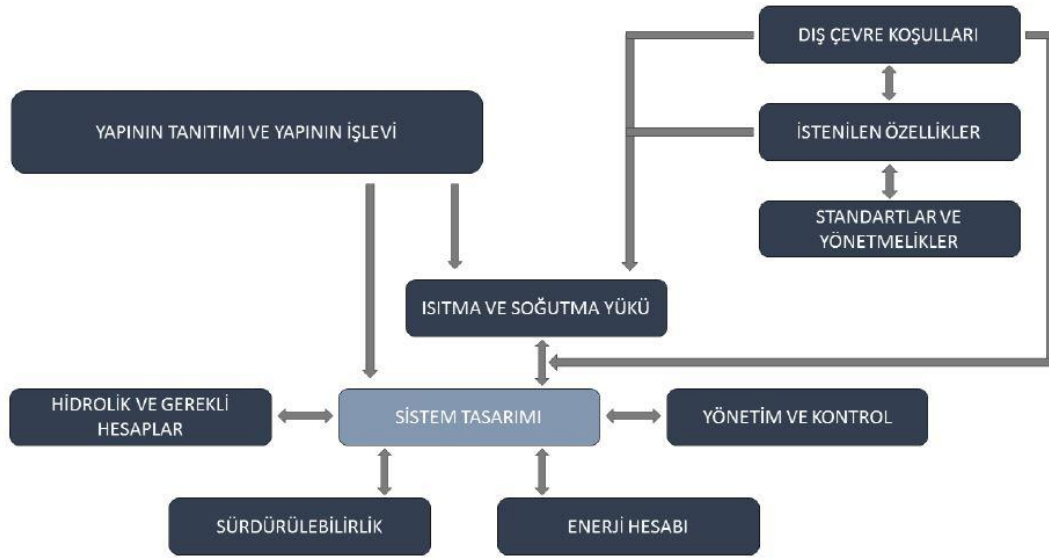 DIŞ ÇEVRE KOŞULLARI
YAPININ TANITIMI VE YAPININ İŞLEVİ
İSTENİLEN ÖZELLİKLER
STANDARTLAR VE
YÖNETMELİKLER
ISITMA VE SOĞUTMA YÜKÜ
HİDROLİK VE GEREKLİ
HESAPLAR
SİSTEM TASARIMI
YÖNETİM VE KONTROL
SÜRDÜRÜLEBİLİRLİK
ENERJİ HESABI